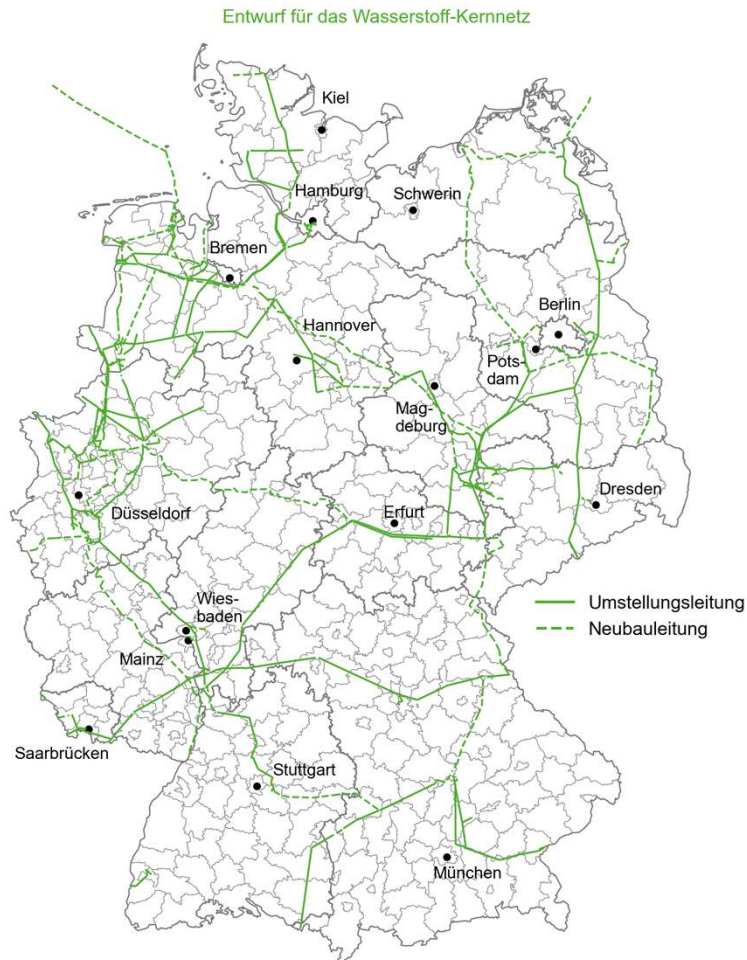 Entwurf für das Wasserstoff-Kernnetz
Kiel
Hamburg
Schwerin
Bremen
Berlin
Hannover
Pots-
dam
Mag-
deburg
Dresden
Düsseldorf
Erfurt
Wies-
baden
Umstellungsleitung
Neubauleitung
Mainz
Saarbrücken
Stuttgart
München